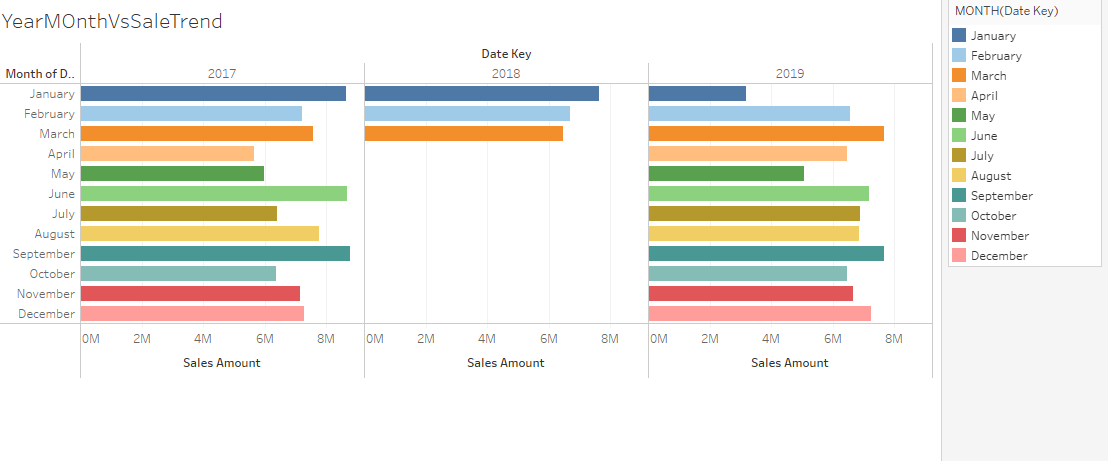 YearMOnthVsSaleTrend
Date Key
Month of D.. 2017 2018 2019
January
February
March
April
May
June
July
August
September
October
November
December
0M 2M 4M 6M 8M 0M 2M 4M 6M 8M 0M 2M 4M 6M 8M
Sales Amount Sales Amount Sales Amount
MONTH(Date Key)
January
February
March
April
May
June
July
August
September
October
November
December